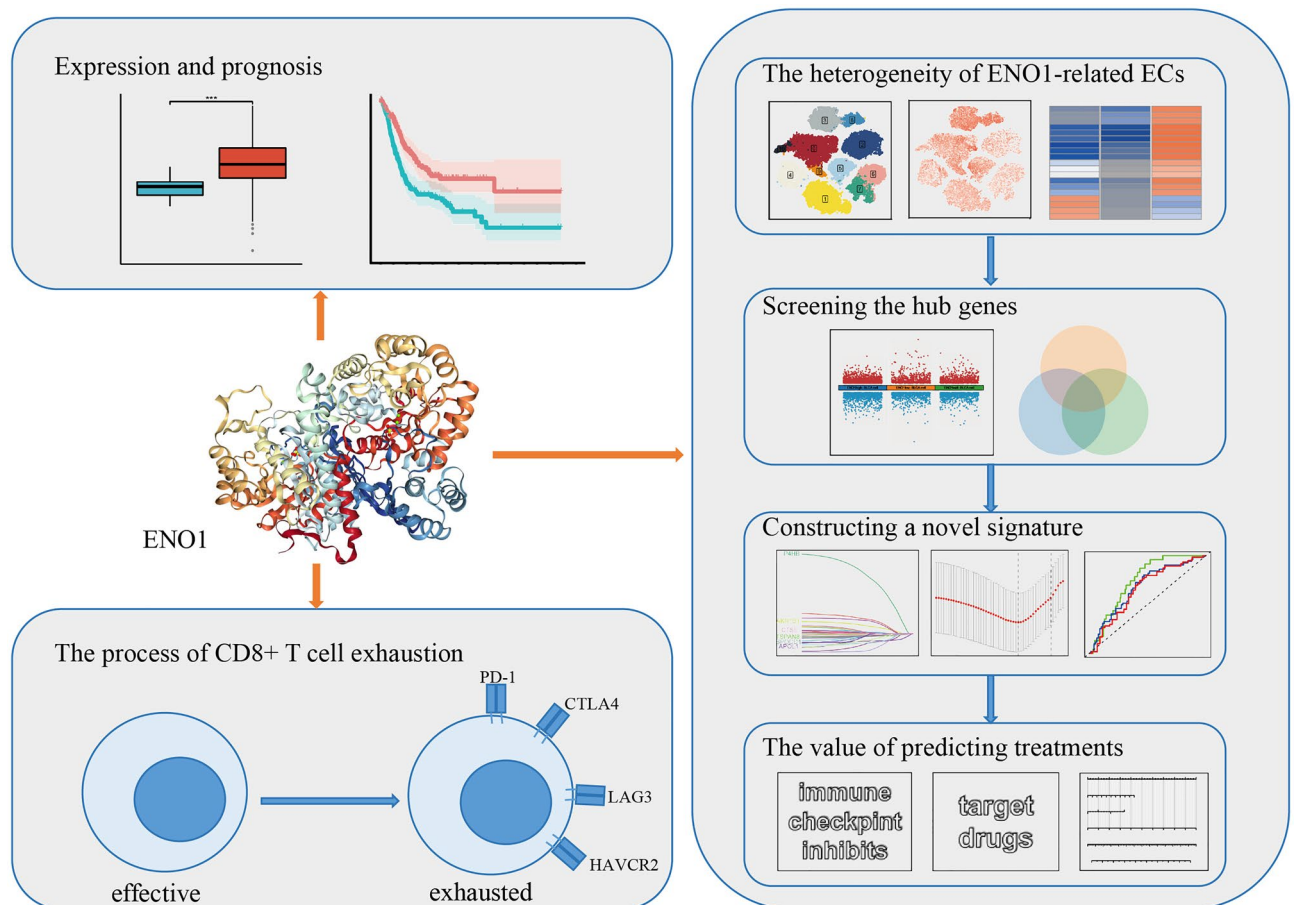 Expression and prognosis
***
ENO1
The process of CD8+ T cell exhaustion
PD-1
CTLA4
LAG3
HAVCR2
effective
exhausted
The heterogeneity of ENO1-related ECs
Screening the hub genes
Constructing a novel signature
The value of predicting treatments
immune
checkpint
inhibits
target
drugs